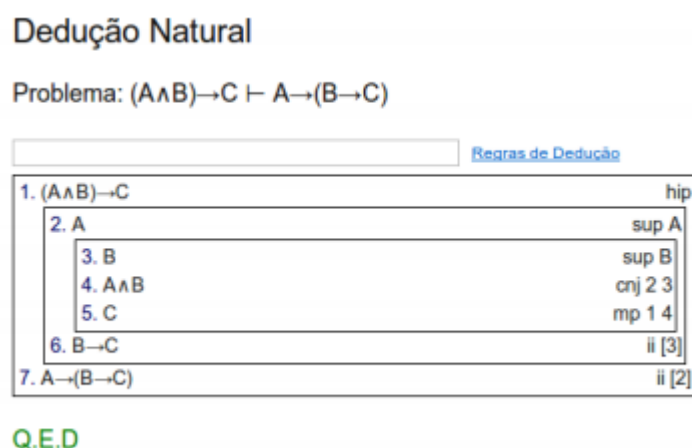 Dedução Natural
Problema: (A∧B)→C ⊢ A→(B→C)
Regras de Dedução
1. (A∧B)→C hip
2. A sup A
3. B sup B
4. A∧B cnj 2 3
5. C mp 1 4
6. B→C ii [3]
7. A→(B→C) ii [2]
Q.E.D